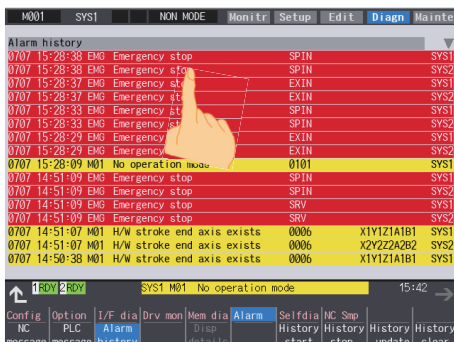 M001 SYS1 NON MODE Monitr Setup Edit Diagn Mainte
Alarm history
0707 15:28:38 EMG Emergency stop SPIN SYS1
0707 15:28:38 EMG Emergency stop SPIN SYS2
0707 15:28:37 EMG Emergency stop EXIN SYS1
0707 15:28:37 EMG Emergency stop EXIN SYS2
0707 15:28:33 EMG Emergency stop SPIN SYS1
0707 15:28:33 EMG Emergency stop SPIN SYS2
0707 15:28:29 EMG Emergency EXIN SYS1
0707 15:28:29 EMG Emergency EXIN SYS2
0707 15:28:09 M01 No operation mode 0101 SYS1
0707 14:51:09 EMG Emergency stop SPIN SYS1
0707 14:51:09 EMG Emergency stop SPIN SYS2
0707 14:51:09 EMG Emergency stop SRV SYS1
0707 14:51:09 EMG Emergency stop SRV SYS2
0707 14:51:07 M01 H/W stroke end axis exists 0006 X1Y1Z1A1B1 SYS1
0707 14:51:07 M01 H/W stroke end axis exists 0006 X2Y2Z2A2B2 SYS2
0707 14:50:38 M01 H/W stroke end axis exists 0006 X1Y1Z1A1B1 SYS1
1RDY 2RDY SYS1 M01 No operation mode 15:42
Config Option I/F dia Drv mon Mem dia Alarm Selfdia NC Smp
NC PLC Alarm Disp History History History History
message message history details start stop update clear